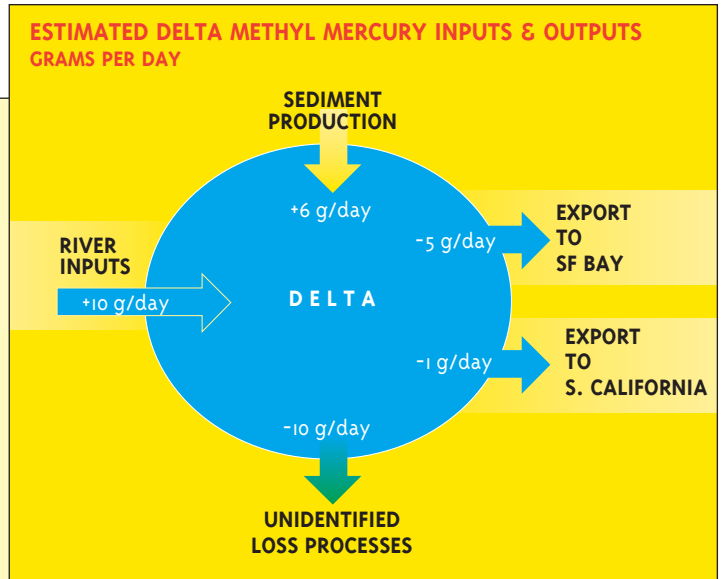 ESTIMATED DELTA METHYL MERCURY INPUTS & OUTPUTS
GRAMS PER DAY
SEDIMENT
PRODUCTION
+6 g/day
-5 g/day
EXPORT
TO
SF BAY
RIVER
INPUTS
+10 g/day
DELTA
EXPORT
TO
S. CALIFORNIA
-1 g/day
-10 g/day
UNIDENTIFIED
LOSS PROCESSES